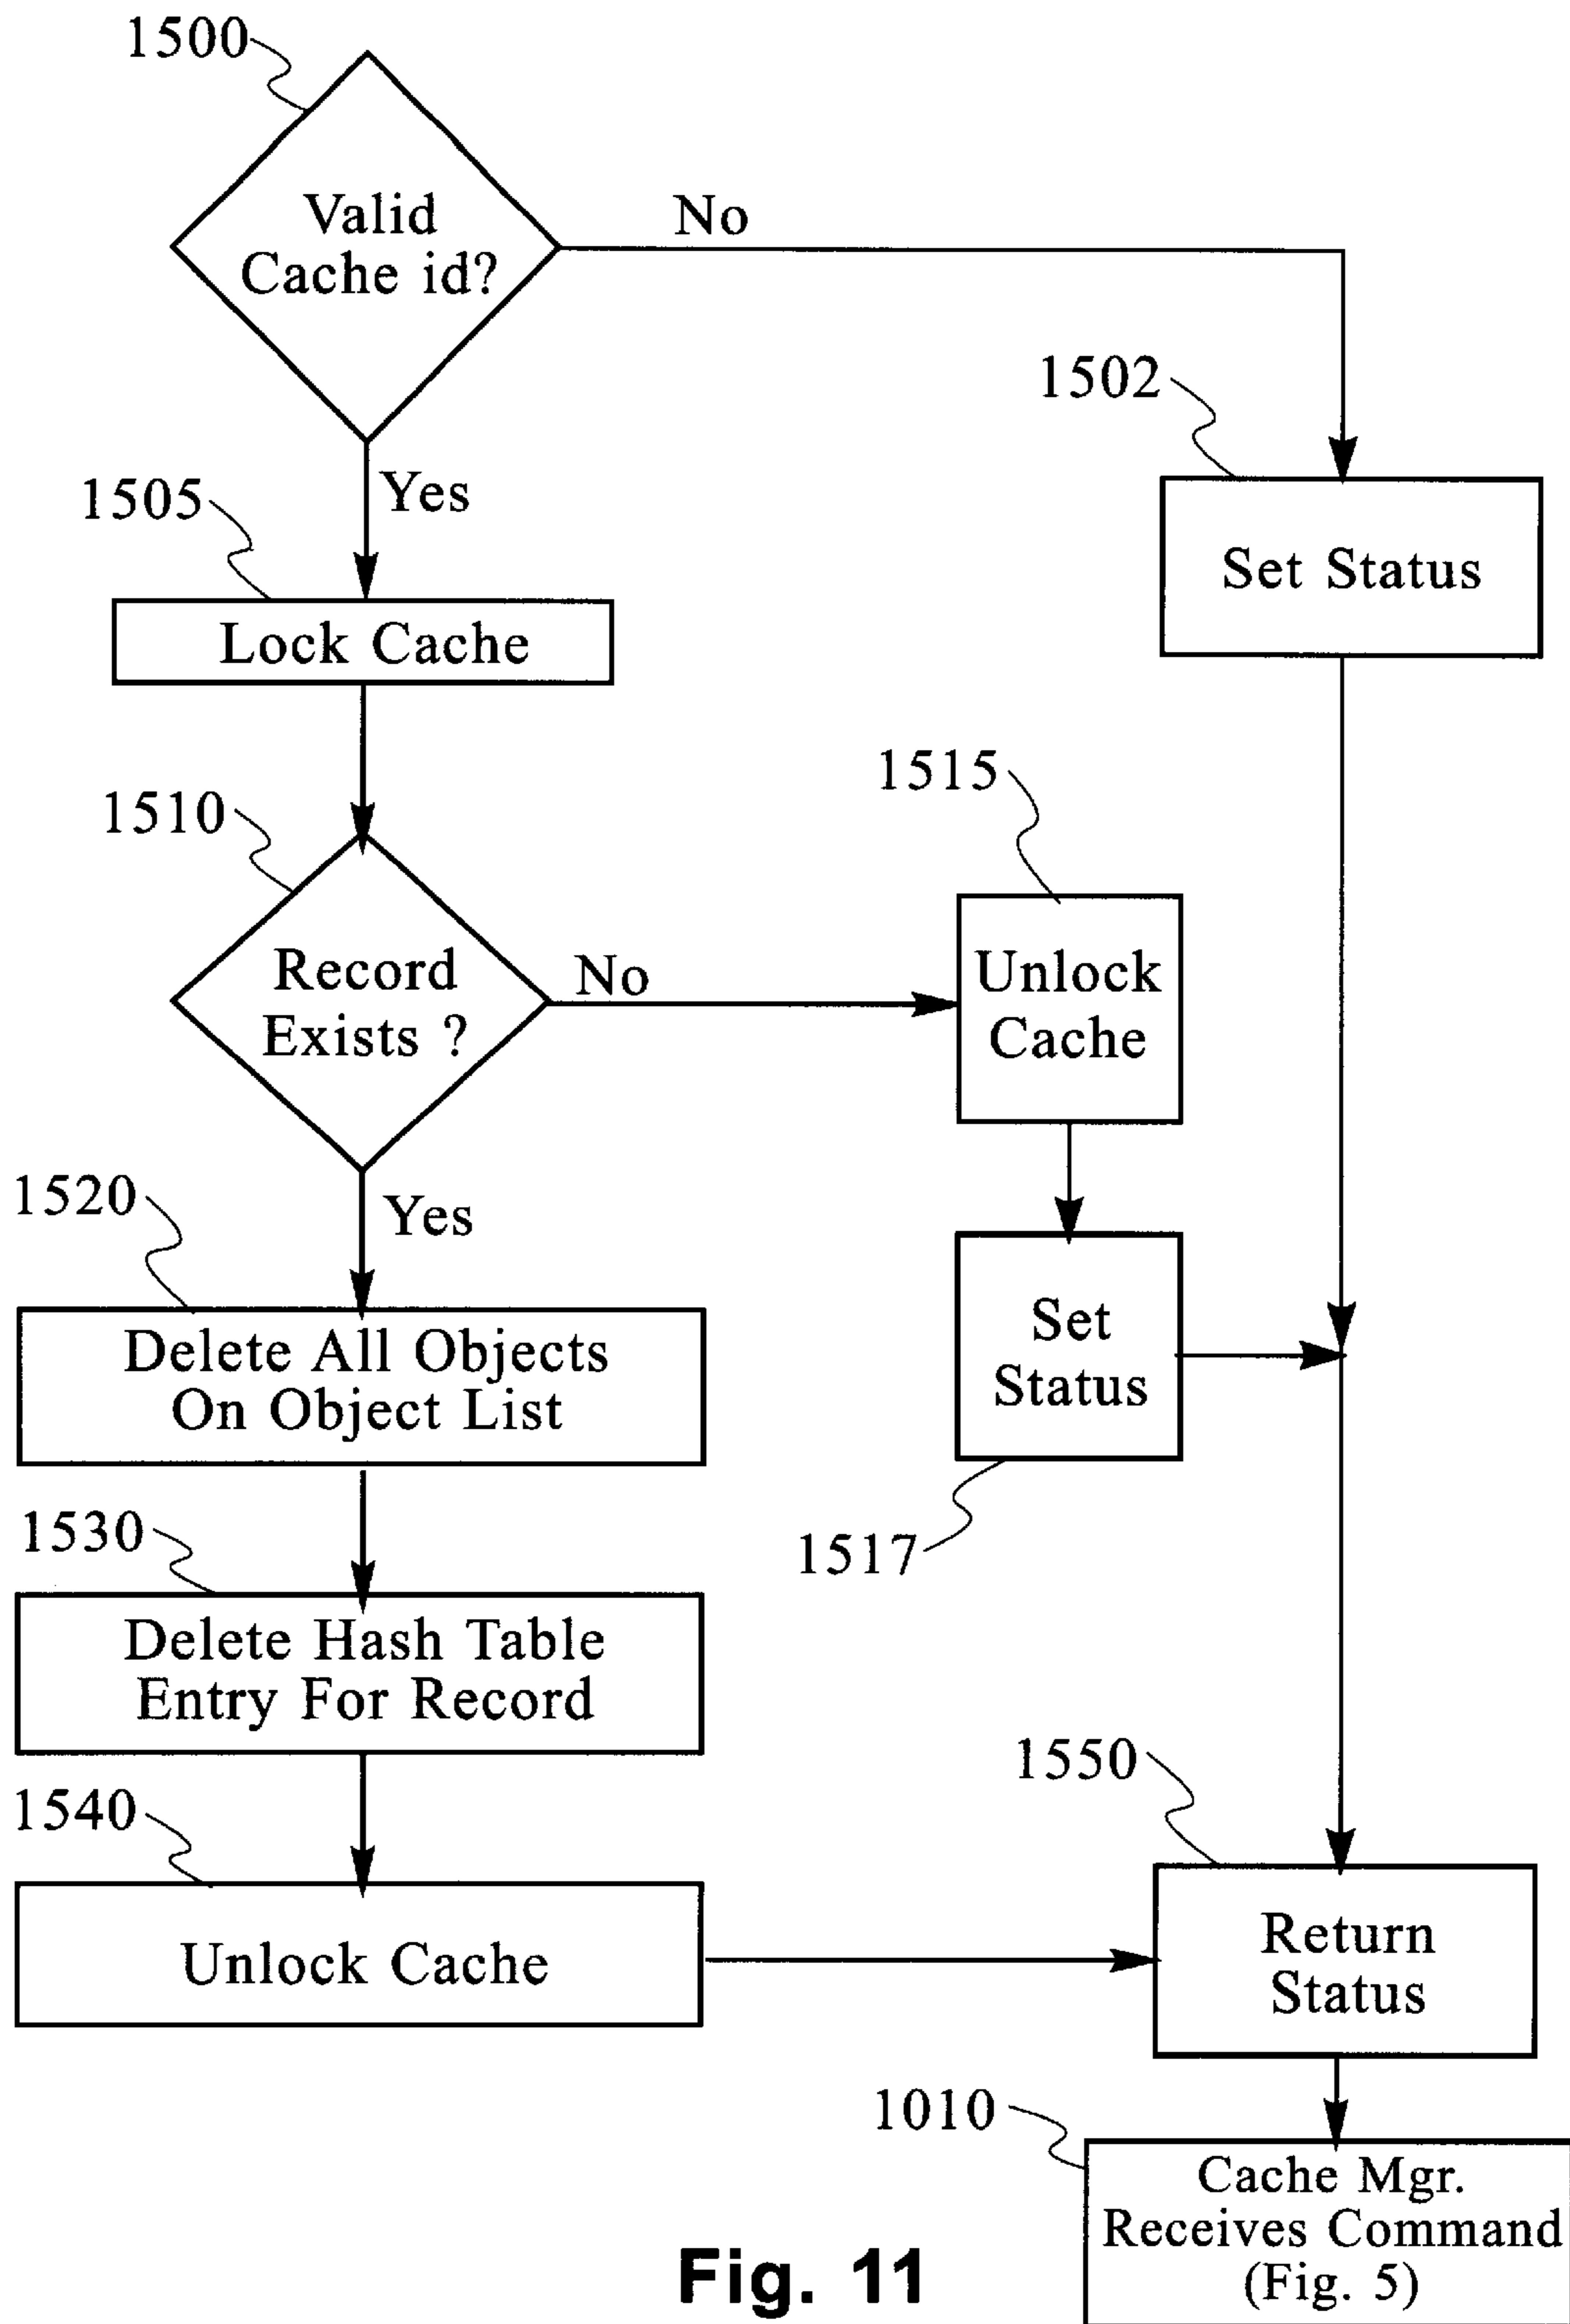 1500
Valid
Cache id?
No
Yes
1502
Set Status
1505
Lock Cache
1510
Record
Exists ?
No
Yes
1515
Unlock
Cache
Set
Status
1517
1520
Delete All Objects
On Object List
1530
Delete Hash Table
Entry For Record
1540
Unlock Cache
1550
Return
Status
1010
Cache Mgr.
Receives Command
(Fig. 5)
Fig. 11